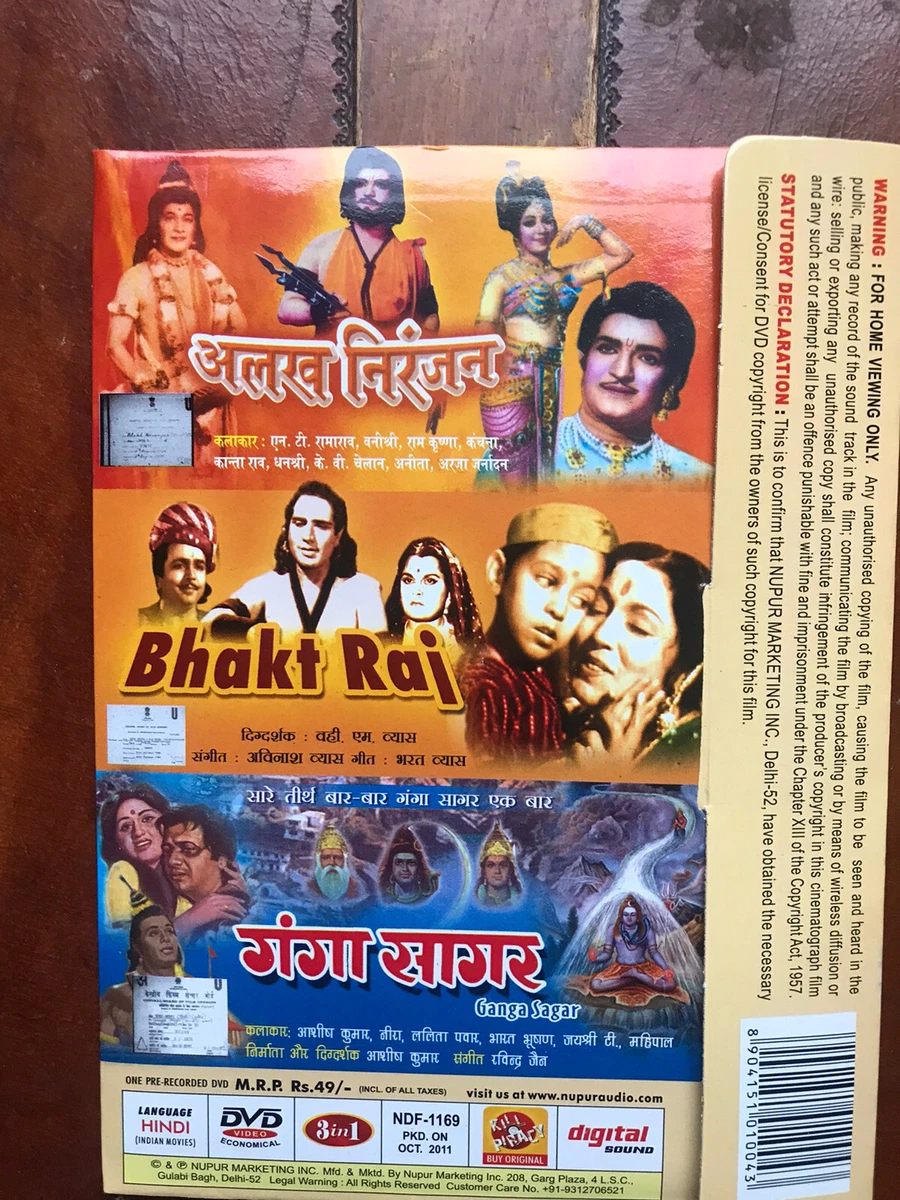 अलख निरंजन
कलाकार : एन. टी. रामाराव, वनीश्री, राम कृष्णा, कंचना,
कान्ता राव, धनश्री, के. वी. चेलान, अनीता, अरजा जर्नादन
Bhakt Raj
U
दिग्दर्शक : वही. एम. व्यास
संगीत : अविनाश व्यास गीत : भरत व्यास
सारे तीर्थ बार-बार गंगा सागर एक बार
गंगा सागर
Ganga Sagar
अ U
कलाकार: आशीष कुमार, नीरा, ललिता पवार, भारत भूषण, जयश्री टी., महिपाल
निर्माता और दिग्दर्शक आशीष कुमार संगीत रविन्द्र जैन
ONE PRE-RECORDED DVD M.R.P. Rs.49/- (INCL. OF ALL TAXES) visit us at www.nupuraudio.com
LANGUAGE
HINDI
(INDIAN MOVIES)
DVD
VIDEO
ECONOMICAL
3in1
NDF-1169
PKD. ON
OCT. 2011
KILL PIRACY
BUY ORIGINAL
digital
SOUND
© & ℗ NUPUR MARKETING INC. Mfd. & Mktd. By Nupur Marketing Inc. 208, Garg Plaza, 4 L.S.C.,
Gulabi Bagh, Delhi-52 Legal Warning : All Rights Reserved Customer Care No. +91-9312706521
WARNING : FOR HOME VIEWING ONLY. Any unauthorised copying of the film, causing the film to be seen and heard in the
public, making any record of the sound track in the film; communicating the film by broadcasting or by means of wireless diffusion or
wire: selling or exporting any unauthorised copy shall constitute infringement of the producer's copyright in this cinematograph film
and any such act or attempt shall be an offence punishable with fine and imprisonment under the Chapter XIII of the Copyright Act, 1957.
STATUTORY DECLARATION : This is to confirm that NUPUR MARKETING INC., Delhi-52, have obtained the necessary
license/Consent for DVD copyright from the owners of such copyright for this film.
8904151010043